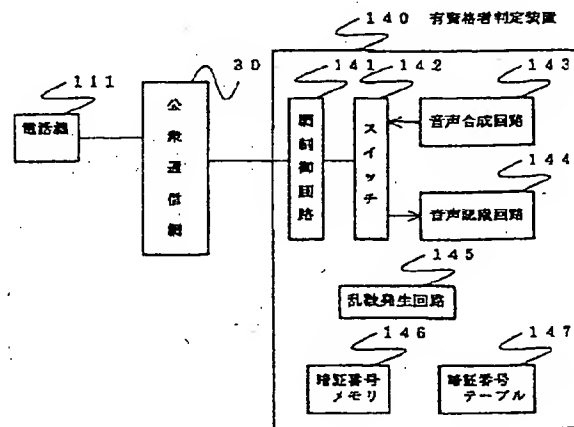 140 有資格者判定装置
111
電話機
30
公衆通信網
141
網制御回路
142
スイッチ
143
音声合成回路
144
音声認識回路
145
乱数発生回路
146
暗証番号
メモリ
147
暗証番号
テーブル